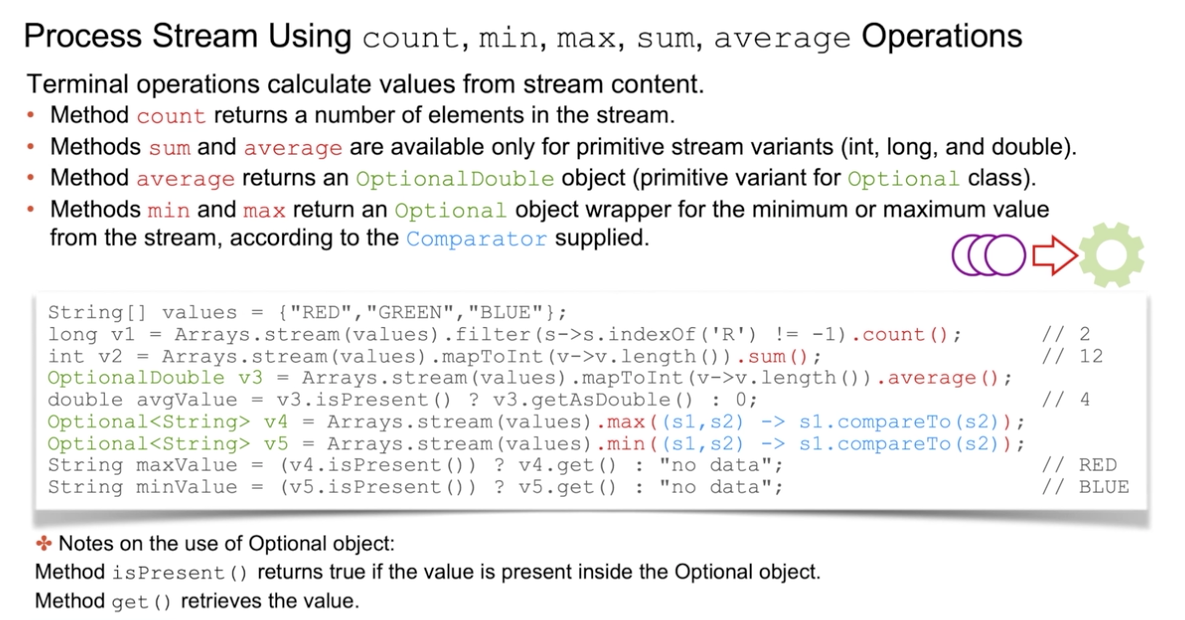 Process Stream Using count, min, max, sum, average Operations
Terminal operations calculate values from stream content.
• Method count returns a number of elements in the stream.
• Methods sum and average are available only for primitive stream variants (int, long, and double).
• Method average returns an OptionalDouble object (primitive variant for Optional class).
• Methods min and max return an Optional object wrapper for the minimum or maximum value
from the stream, according to the Comparator supplied.
String[] values = {"RED","GREEN","BLUE"};
long v1 = Arrays.stream(values).filter(s->s.indexOf('R') != -1).count(); // 2
int v2 = Arrays.stream(values).mapToInt(v->v.length()).sum(); // 12
OptionalDouble v3 = Arrays.stream(values).mapToInt(v->v.length()).average();
double avgValue = v3.isPresent() ? v3.getAsDouble() : 0; // 4
Optional<String> v4 = Arrays.stream(values).max((s1,s2) -> s1.compareTo(s2));
Optional<String> v5 = Arrays.stream(values).min((s1,s2) -> s1.compareTo(s2));
String maxValue = (v4.isPresent()) ? v4.get() : "no data"; // RED
String minValue = (v5.isPresent()) ? v5.get() : "no data"; // BLUE
✤ Notes on the use of Optional object:
Method isPresent() returns true if the value is present inside the Optional object.
Method get() retrieves the value.